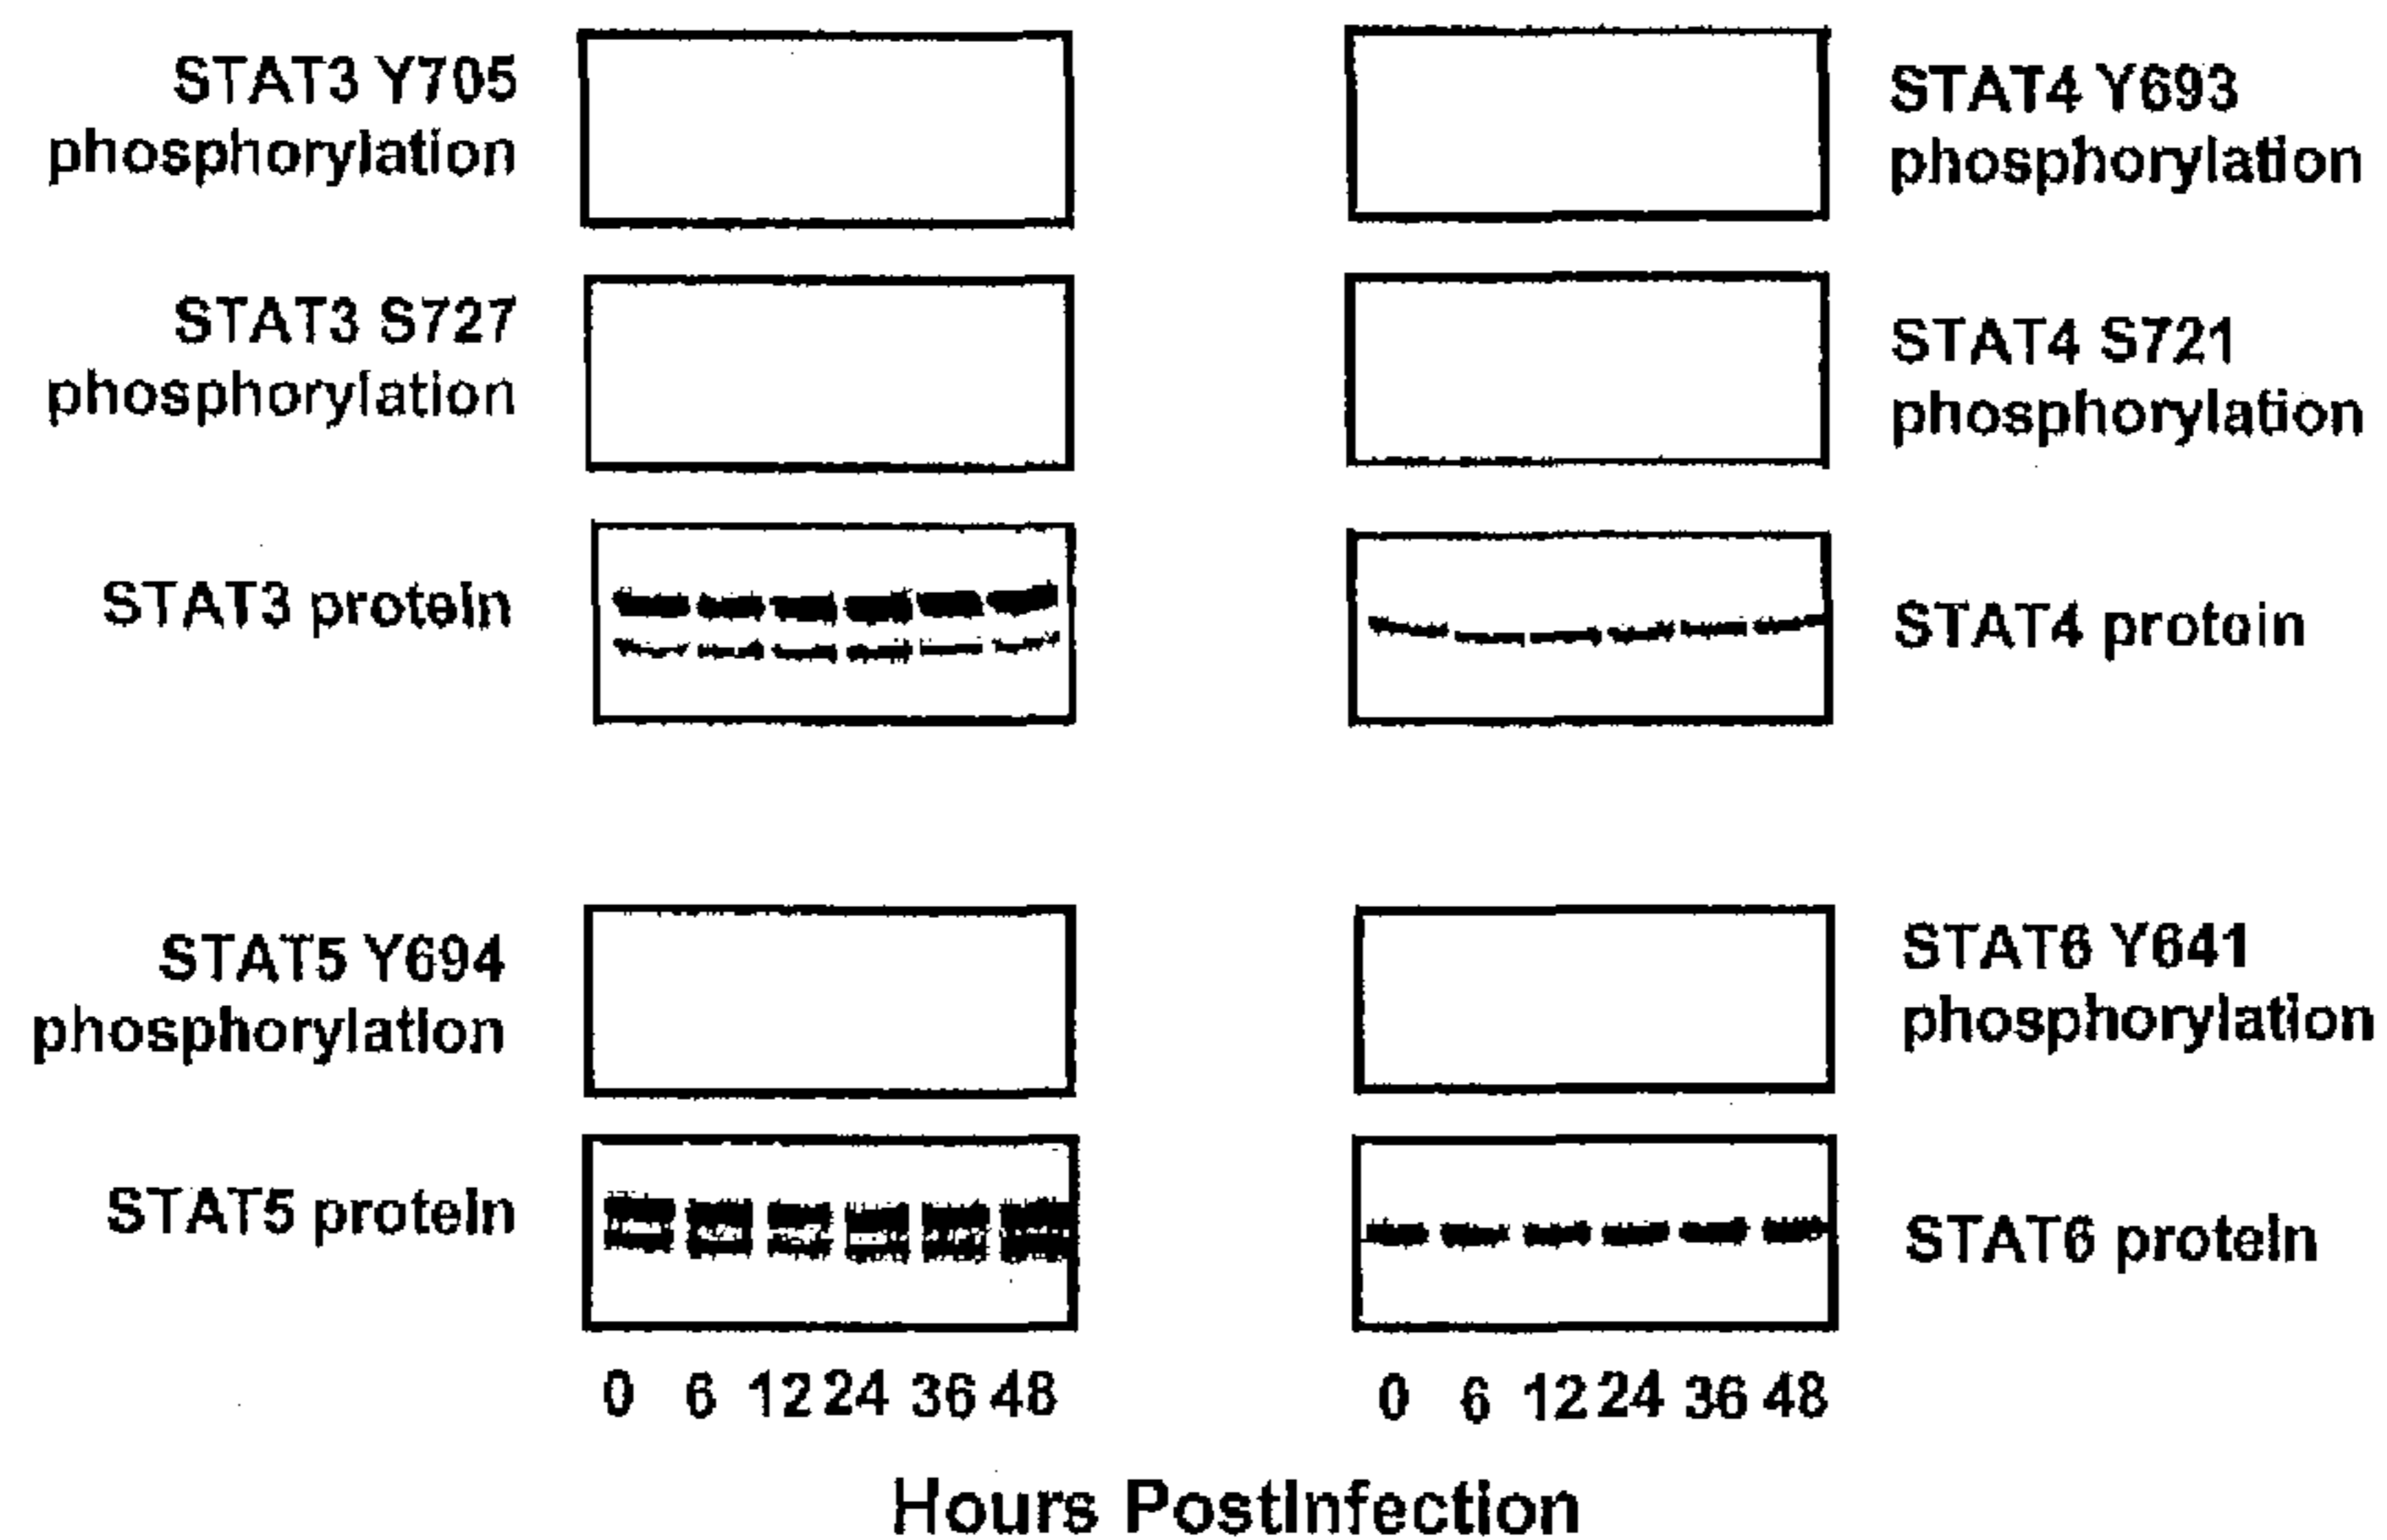 STAT3 Y705
phosphorylation
STAT4 Y693
phosphorylation
STAT3 S727
phosphorylation
STAT4 S721
phosphorylation
STAT3 protein
STAT4 protein
STAT5 Y694
phosphorylation
STAT6 Y641
phosphorylation
STAT5 protein
STAT6 protein
0 6 12 24 36 48
0 6 12 24 36 48
Hours PostInfection